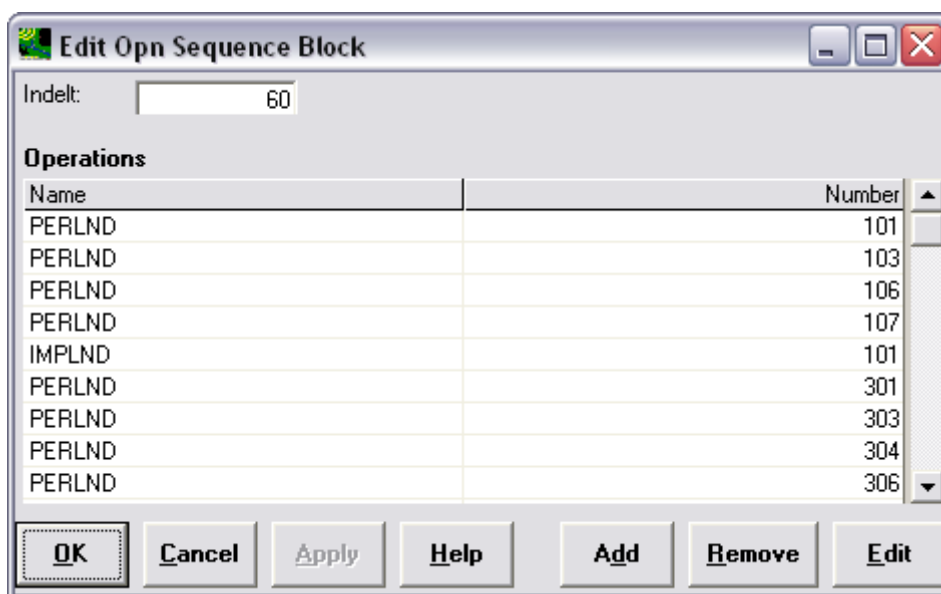 Edit Opn Sequence Block
Indelt: 60
Operations
Name Number
PERLND 101
PERLND 103
PERLND 106
PERLND 107
IMPLND 101
PERLND 301
PERLND 303
PERLND 304
PERLND 306
OK Cancel Apply Help Add Remove Edit